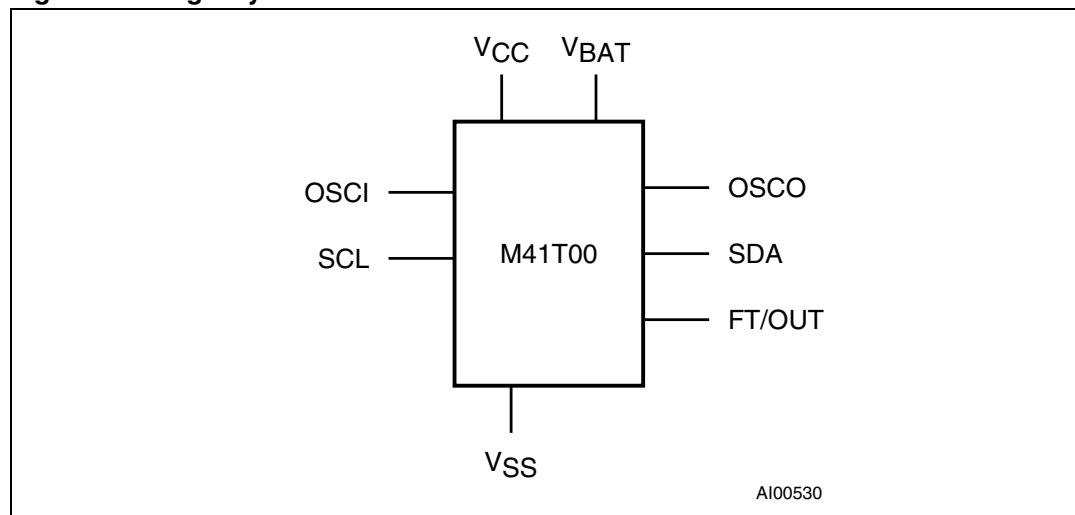 VCC VBAT
OSCI OSCO
SCL M41T00 SDA
FT/OUT
VSS
AI00530